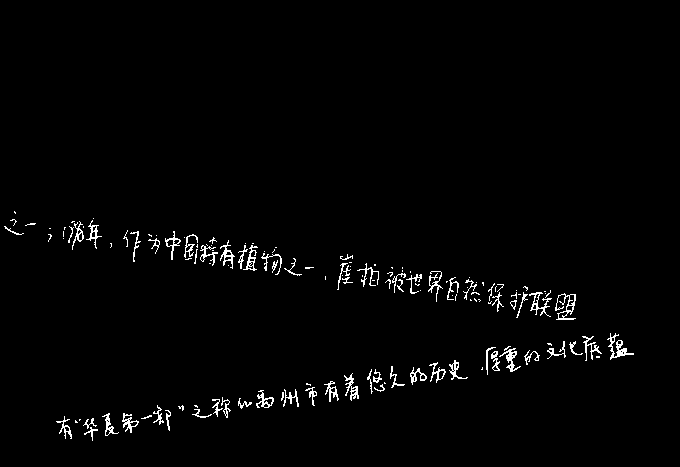 之一；1998年，作为中国特有植物之一，崖柏被世界自然保护联盟
有“华夏第一都”之称的禹州市有着悠久的历史，厚重的文化底蕴